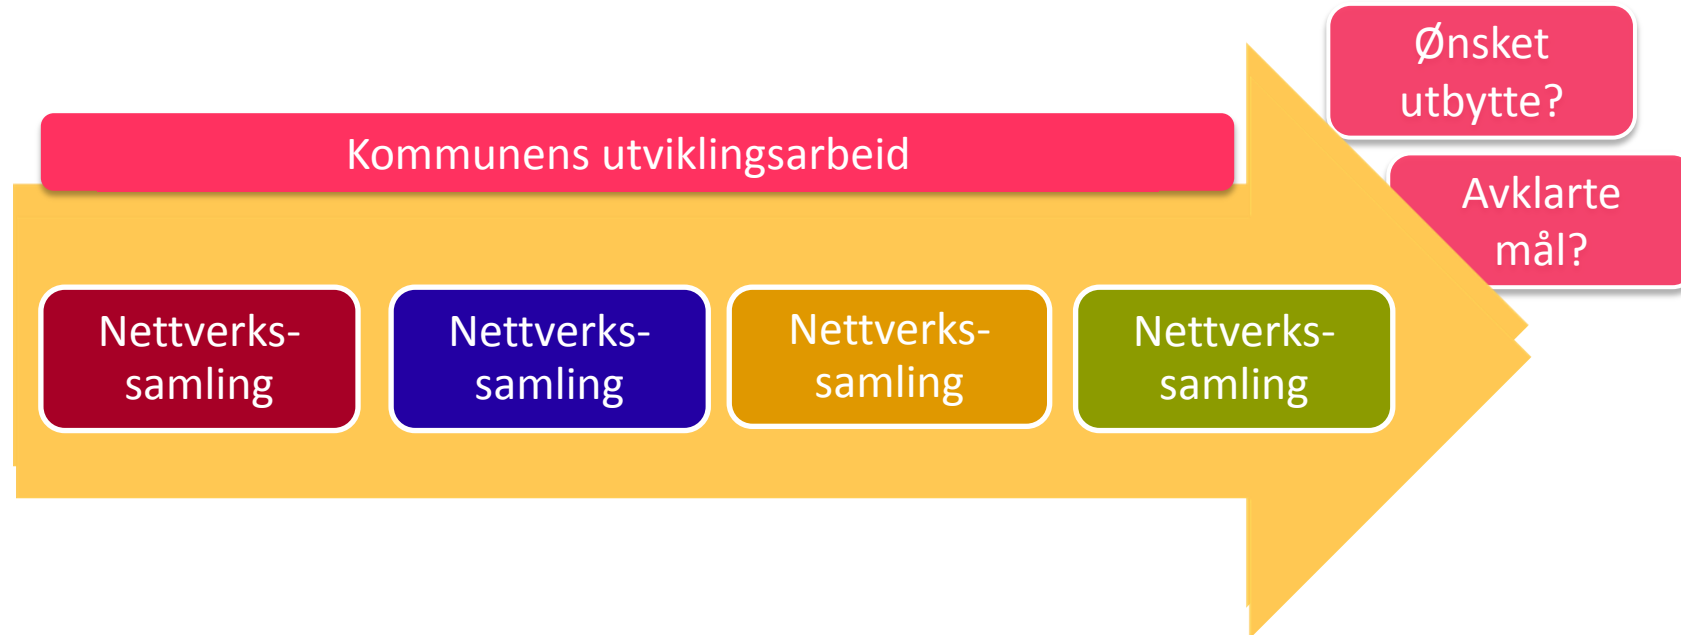 Ønsket
utbytte?
Kommunens utviklingsarbeid
Avklarte
mål?
Nettverks-
samling
Nettverks-
samling
Nettverks-
samling
Nettverks-
samling